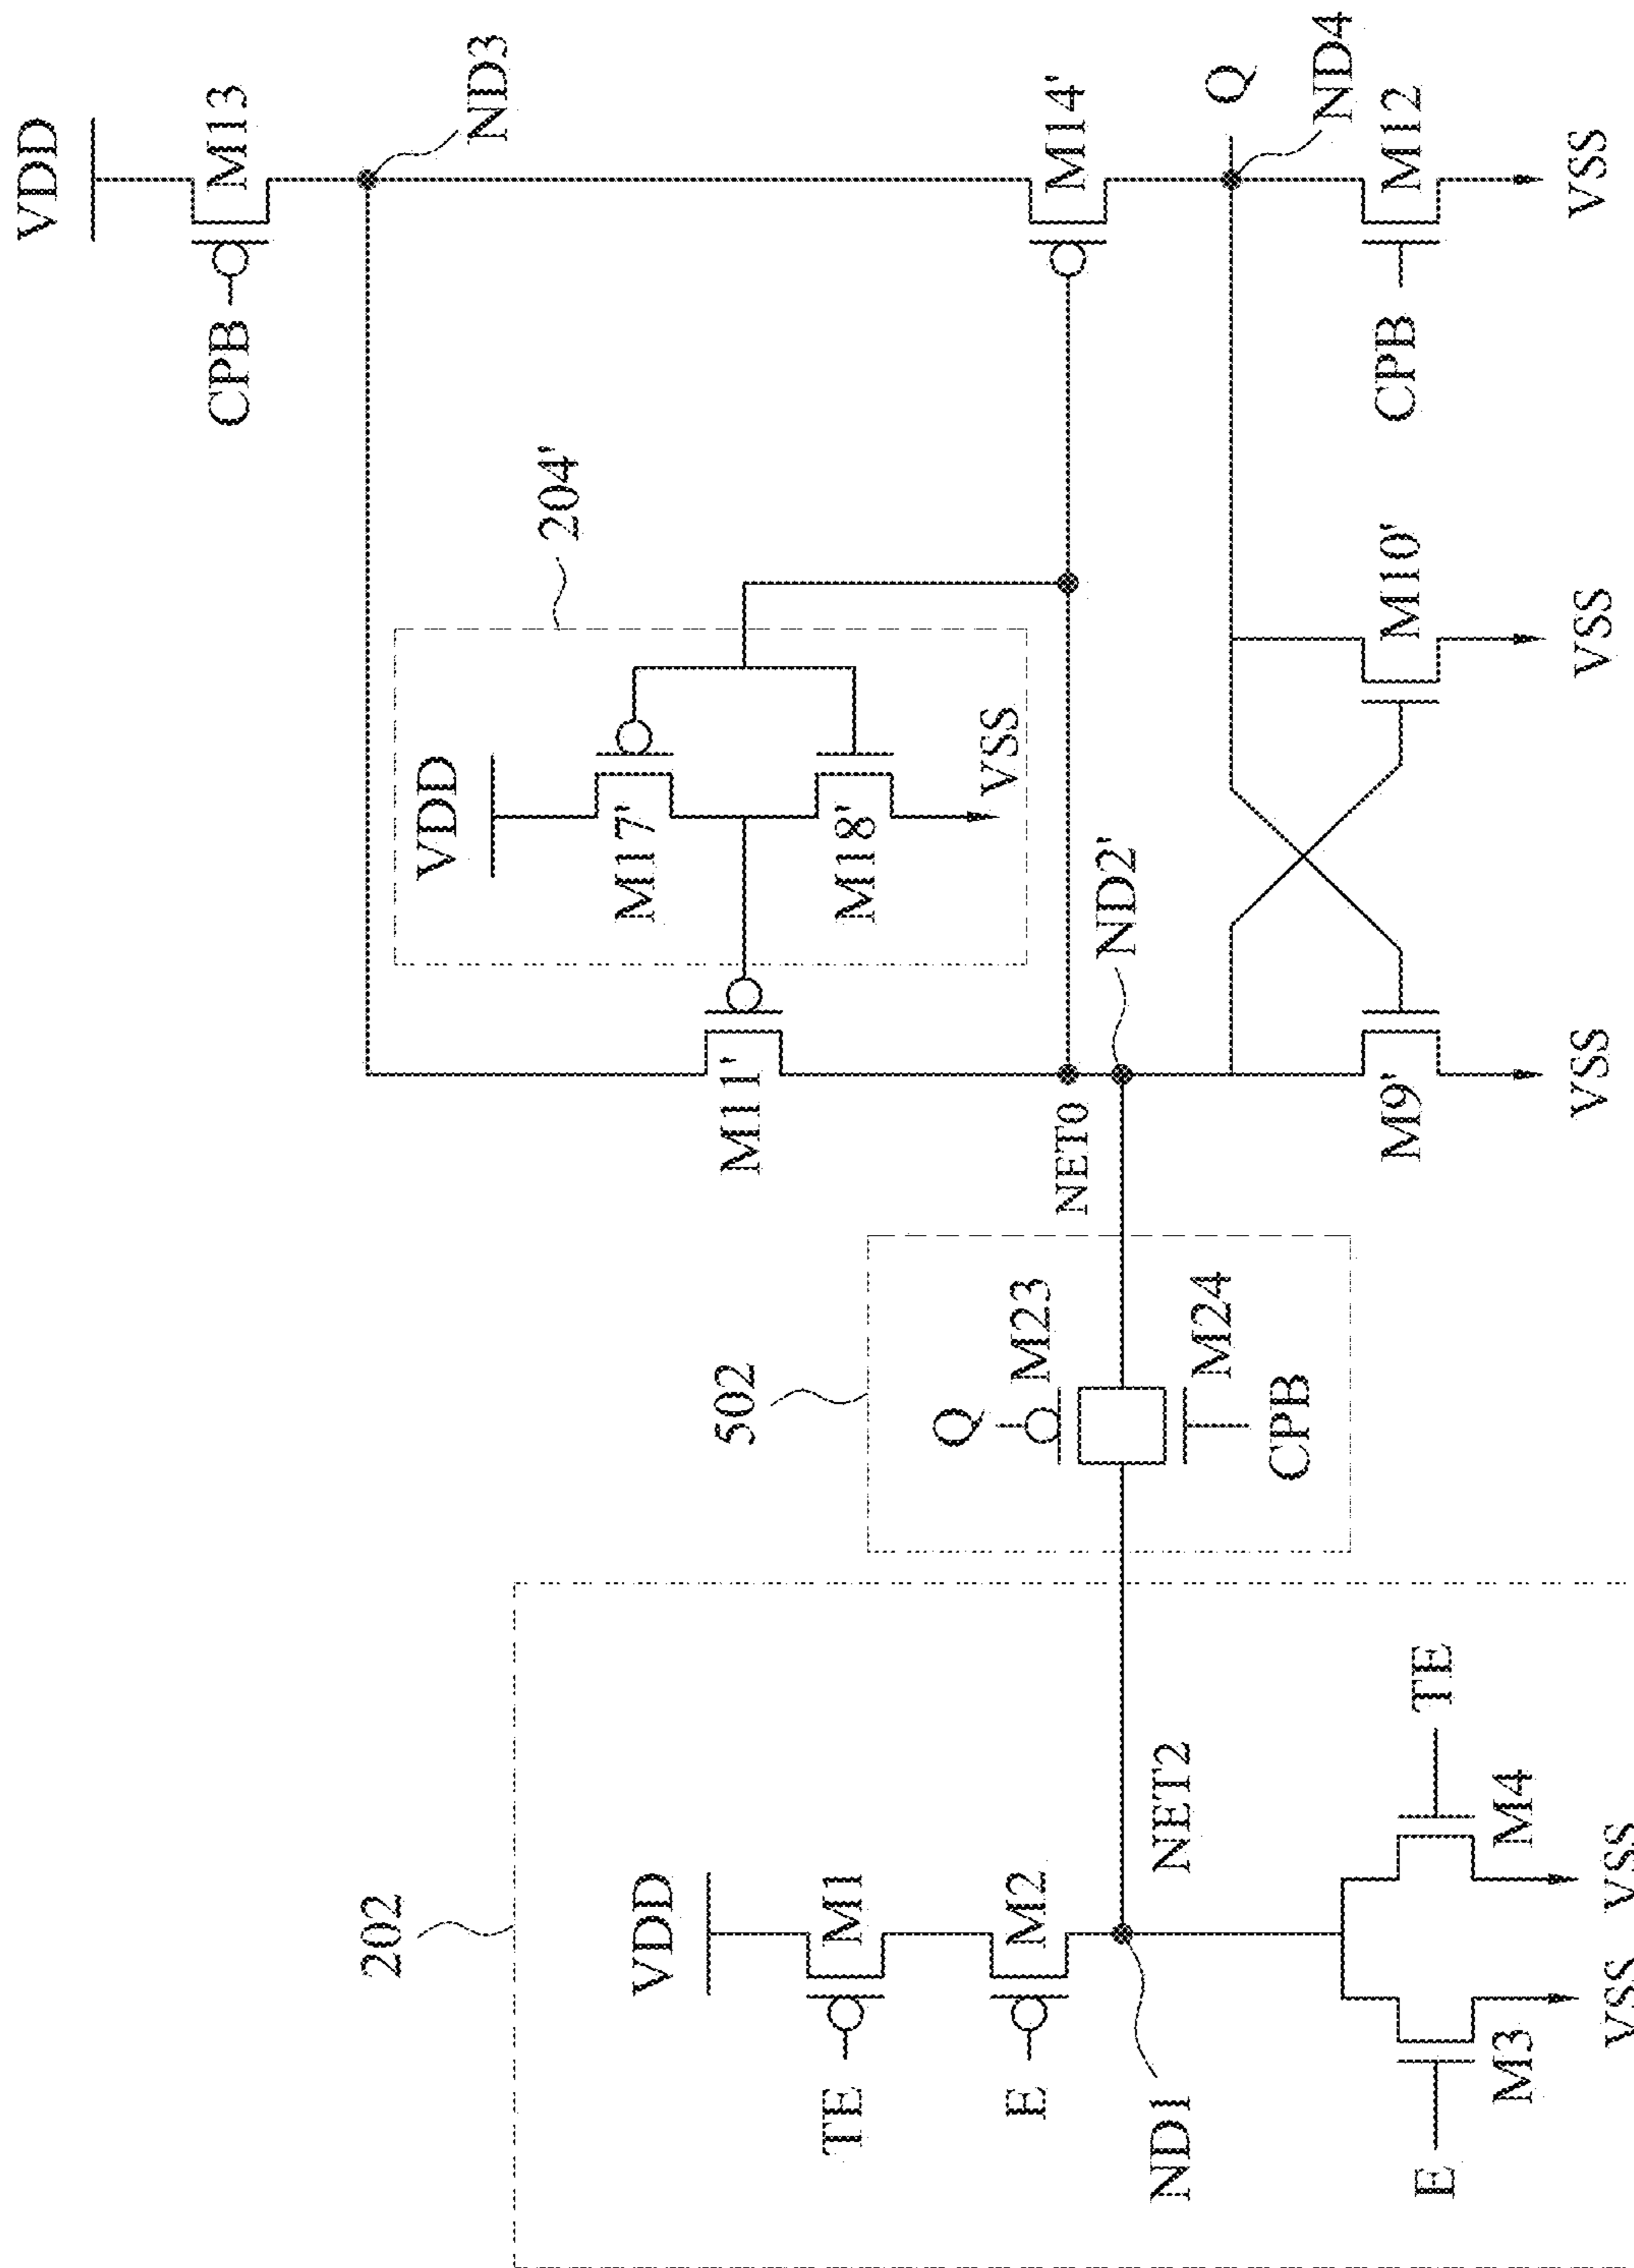 202
VDD
TE
M1
E
M2
ND1
NET2
E
M3
VSS
M4
TE
VSS
502
Q
M23
M24
CPB
NET0
ND2'
M11'
204'
VDD
M17'
M18'
VSS
M9'
VSS
M10'
VSS
VDD
CPB
M13
ND3
M14'
Q
ND4
CPB
M12
VSS